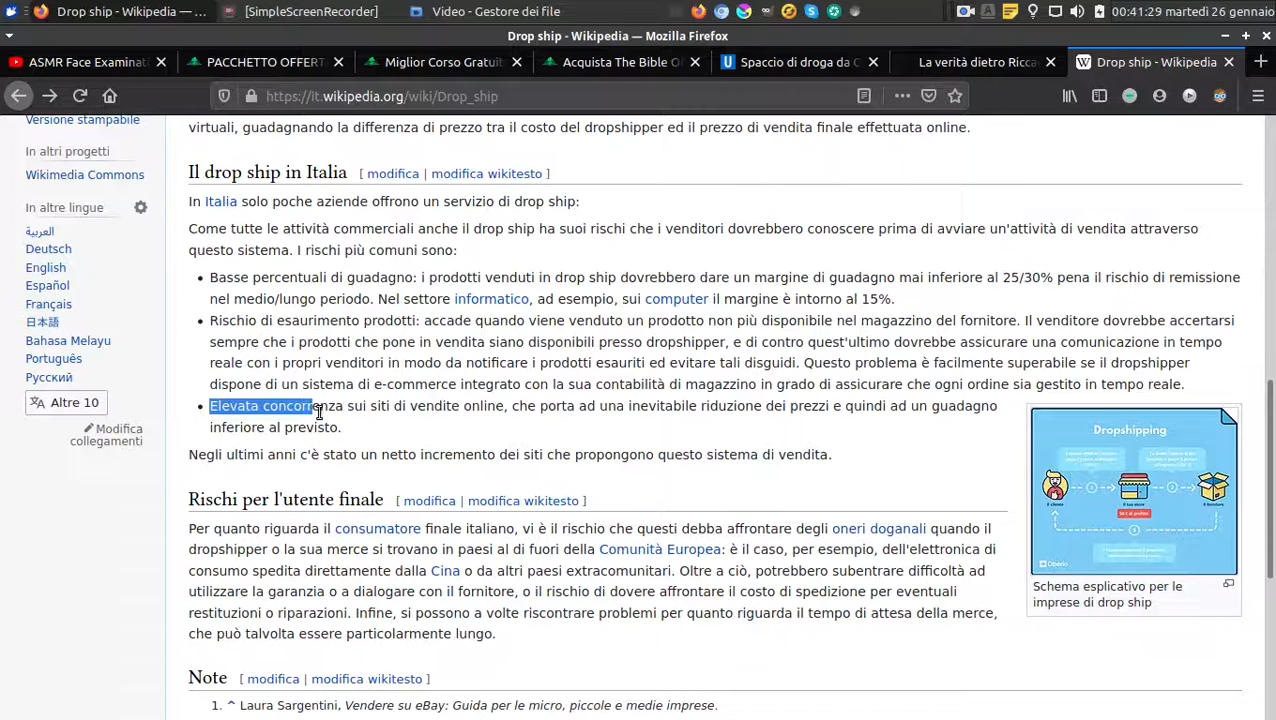 Drop ship - Wikipedia — ...
[SimpleScreenRecorder]
Video - Gestore dei file
00:41:29 martedì 26 gennaio
Drop ship - Wikipedia — Mozilla Firefox
ASMR Face Examinat
PACCHETTO OFFERT
Miglior Corso Gratuit
Acquista The Bible O
Spaccio di droga da C
La verità dietro Ricca
Drop ship - Wikipedia
https://it.wikipedia.org/wiki/Drop_ship
Versione stampabile
In altri progetti
Wikimedia Commons
In altre lingue
العربية
Deutsch
English
Español
Français
日本語
Bahasa Melayu
Português
Русский
Altre 10
Modifica
collegamenti
virtuali, guadagnando la differenza di prezzo tra il costo del dropshipper ed il prezzo di vendita finale effettuata online.
Il drop ship in Italia [ modifica | modifica wikitesto ]
In Italia solo poche aziende offrono un servizio di drop ship:
Come tutte le attività commerciali anche il drop ship ha suoi rischi che i venditori dovrebbero conoscere prima di avviare un'attività di vendita attraverso
questo sistema. I rischi più comuni sono:
• Basse percentuali di guadagno: i prodotti venduti in drop ship dovrebbero dare un margine di guadagno mai inferiore al 25/30% pena il rischio di remissione
nel medio/lungo periodo. Nel settore informatico, ad esempio, sui computer il margine è intorno al 15%.
• Rischio di esaurimento prodotti: accade quando viene venduto un prodotto non più disponibile nel magazzino del fornitore. Il venditore dovrebbe accertarsi
sempre che i prodotti che pone in vendita siano disponibili presso dropshipper, e di contro quest'ultimo dovrebbe assicurare una comunicazione in tempo
reale con i propri venditori in modo da notificare i prodotti esauriti ed evitare tali disguidi. Questo problema è facilmente superabile se il dropshipper
dispone di un sistema di e-commerce integrato con la sua contabilità di magazzino in grado di assicurare che ogni ordine sia gestito in tempo reale.
• Elevata concorrenza sui siti di vendite online, che porta ad una inevitabile riduzione dei prezzi e quindi ad un guadagno
inferiore al previsto.
Negli ultimi anni c'è stato un netto incremento dei siti che propongono questo sistema di vendita.
Dropshipping
Oberlo
Schema esplicativo per le
imprese di drop ship
Rischi per l'utente finale [ modifica | modifica wikitesto ]
Per quanto riguarda il consumatore finale italiano, vi è il rischio che questi debba affrontare degli oneri doganali quando il
dropshipper o la sua merce si trovano in paesi al di fuori della Comunità Europea: è il caso, per esempio, dell'elettronica di
consumo spedita direttamente dalla Cina o da altri paesi extracomunitari. Oltre a ciò, potrebbero subentrare difficoltà ad
utilizzare la garanzia o a dialogare con il fornitore, o il rischio di dovere affrontare il costo di spedizione per eventuali
restituzioni o riparazioni. Infine, si possono a volte riscontrare problemi per quanto riguarda il tempo di attesa della merce,
che può talvolta essere particolarmente lungo.
Note [ modifica | modifica wikitesto ]
1. ^ Laura Sargentini, Vendere su eBay: Guida per le micro, piccole e medie imprese.